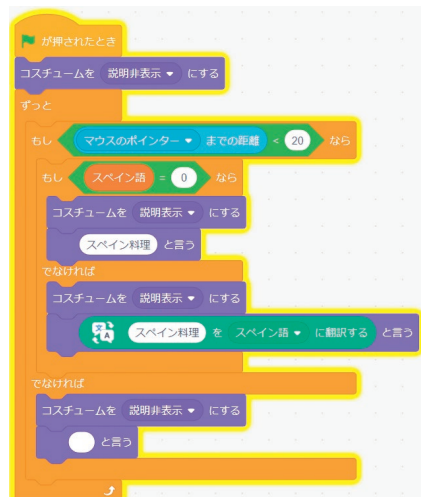 が押されたとき
コスチュームを 説明非表示 にする
ずっと
もし マウスのポインター までの距離 < 20 なら
もし スペイン語 = 0 なら
コスチュームを 説明表示 にする
スペイン料理 と言う
でなければ
コスチュームを 説明表示 にする
文 A スペイン料理 を スペイン語 に翻訳する と言う
でなければ
コスチュームを 説明非表示 にする
と言う